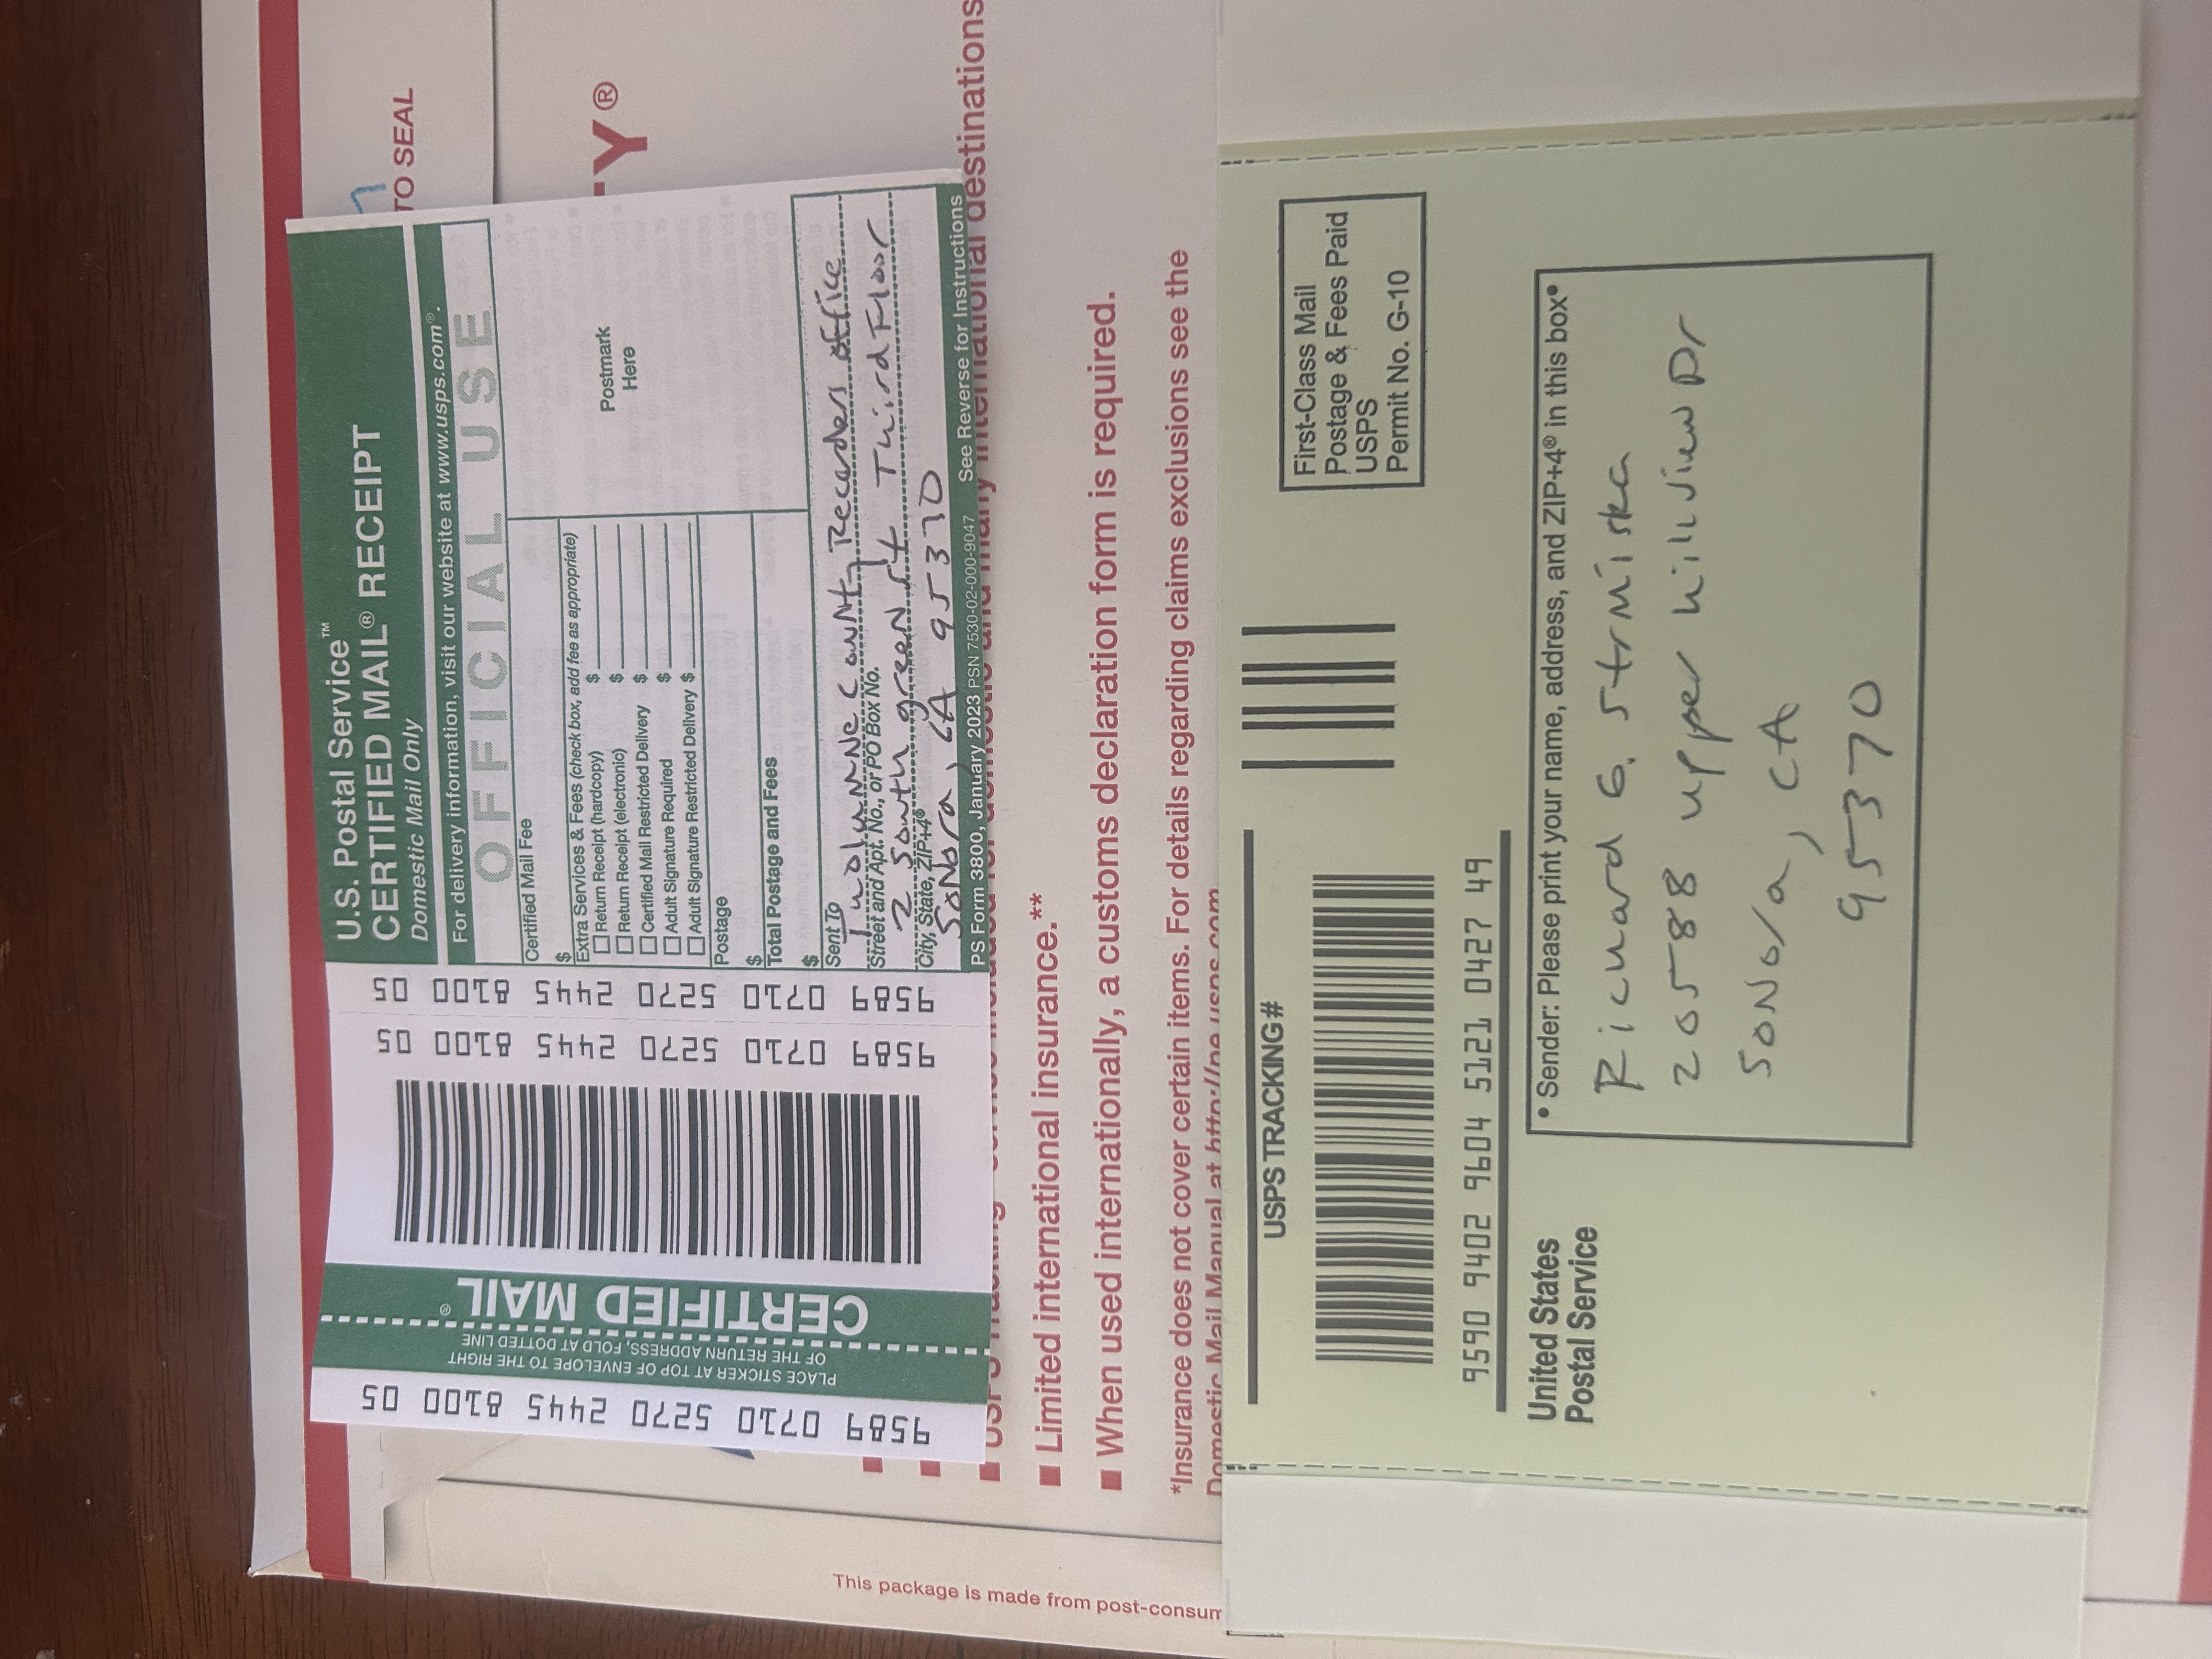 9589 0710 5270 2445 8100 05
PLACE STICKER AT TOP OF ENVELOPE TO THE RIGHT
OF THE RETURN ADDRESS, FOLD AT DOTTED LINE
CERTIFIED MAIL®
9589 0710 5270 2445 8100 05
9589 0710 5270 2445 8100 05
U.S. Postal Service™
CERTIFIED MAIL® RECEIPT
Domestic Mail Only
For delivery information, visit our website at www.usps.com®.
OFFICIAL USE
Certified Mail Fee
$
Extra Services & Fees (check box, add fee as appropriate)
Return Receipt (hardcopy) $
Return Receipt (electronic) $
Certified Mail Restricted Delivery $
Adult Signature Required $
Adult Signature Restricted Delivery $
Postage
$
Total Postage and Fees
$
Postmark
Here
Sent To
Tuolumne County Recorders office
Street and Apt. No., or PO Box No.
2 South green st Third Floor
City, State, ZIP+4®
Sonora, CA 95370
PS Form 3800, January 2023 PSN 7530-02-000-9047 See Reverse for Instructions
TO SEAL
TY®
This package is made from post-consum
USPS Tracking service included for domestic and many international destinations
Limited international insurance.**
When used internationally, a customs declaration form is required.
*Insurance does not cover certain items. For details regarding claims exclusions see the
Domestic Mail Manual at http://pe.usps.com
USPS TRACKING #
9590 9402 9604 5121 0427 49
First-Class Mail
Postage & Fees Paid
USPS
Permit No. G-10
United States
Postal Service
• Sender: Please print your name, address, and ZIP+4® in this box•
Richard G. Strmiska
20588 upper hillview Dr
Sonora, CA
95370